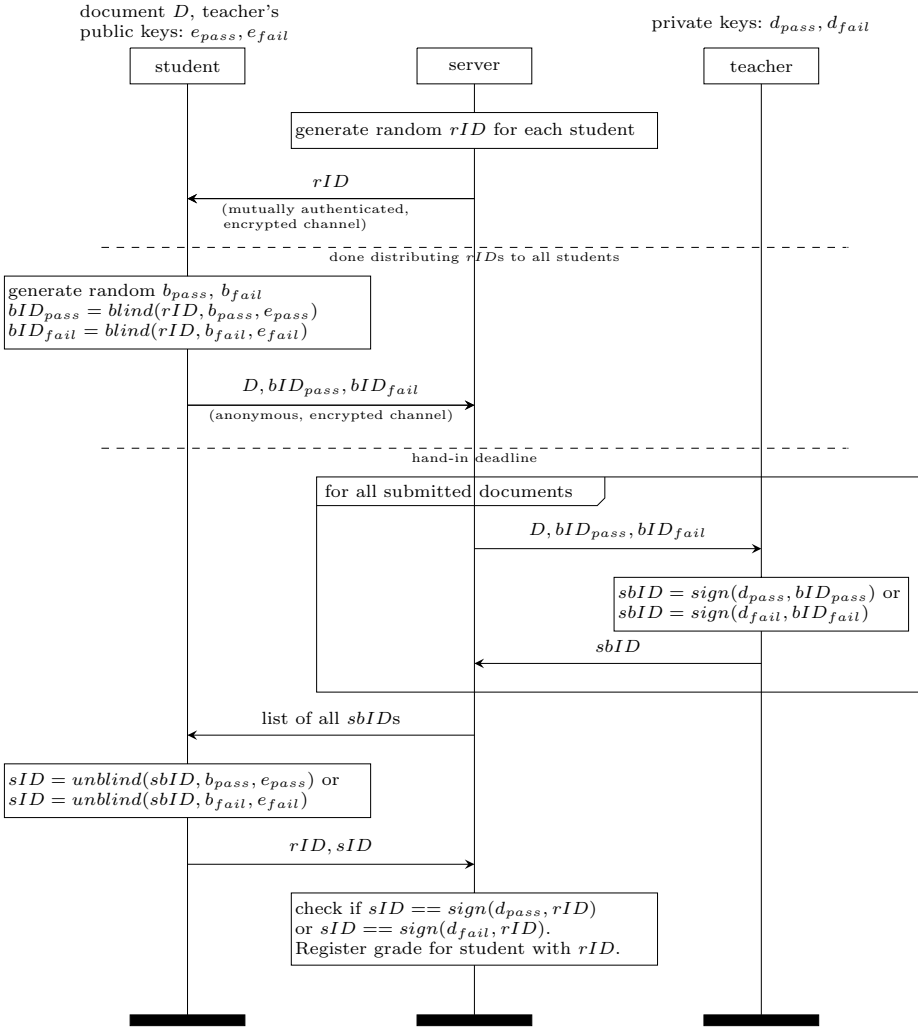 document D, teacher's
public keys: e_pass, e_fail
private keys: d_pass, d_fail
student
server
teacher
generate random rID for each student
rID
(mutually authenticated,
encrypted channel)
done distributing rIDs to all students
generate random b_pass, b_fail
bID_pass = blind(rID, b_pass, e_pass)
bID_fail = blind(rID, b_fail, e_fail)
D, bID_pass, bID_fail
(anonymous, encrypted channel)
hand-in deadline
for all submitted documents
D, bID_pass, bID_fail
sbID = sign(d_pass, bID_pass) or
sbID = sign(d_fail, bID_fail)
sbID
list of all sbIDs
sID = unblind(sbID, b_pass, e_pass) or
sID = unblind(sbID, b_fail, e_fail)
rID, sID
check if sID == sign(d_pass, rID)
or sID == sign(d_fail, rID).
Register grade for student with rID.